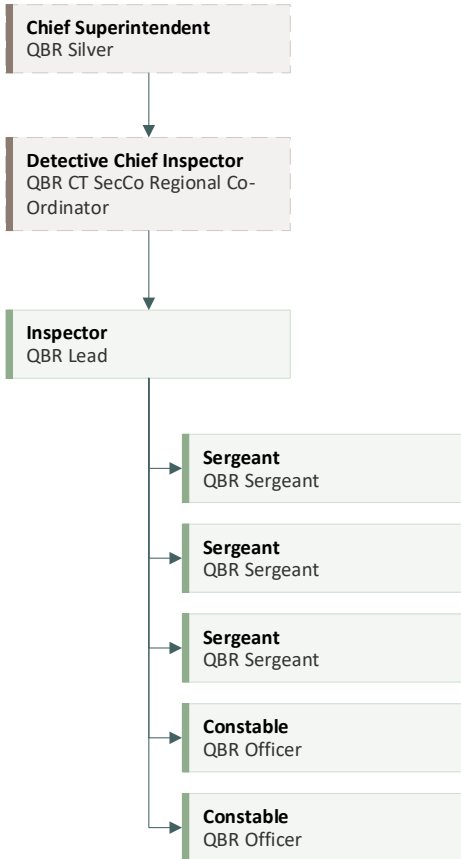 Chief Superintendent
QBR Silver
Detective Chief Inspector
QBR CT SecCo Regional Co-
Ordinator
Inspector
QBR Lead
Sergeant
QBR Sergeant
Sergeant
QBR Sergeant
Sergeant
QBR Sergeant
Constable
QBR Officer
Constable
QBR Officer